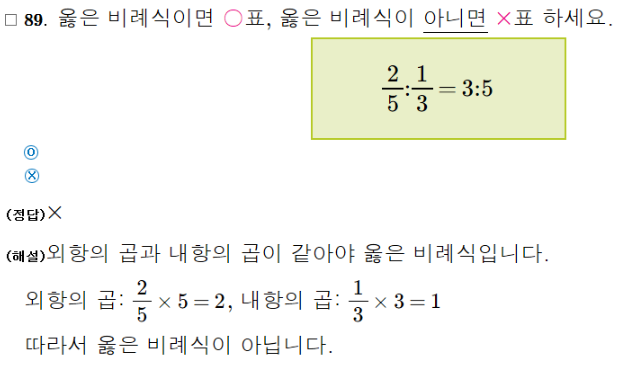 □ 89. 옳은 비례식이면 ○표, 옳은 비례식이 아니면 ×표 하세요.
2/5 : 1/3 = 3:5
ⓞ
ⓧ
(정답)×
(해설)외항의 곱과 내항의 곱이 같아야 옳은 비례식입니다.
외항의 곱: 2/5 × 5 = 2, 내항의 곱: 1/3 × 3 = 1
따라서 옳은 비례식이 아닙니다.